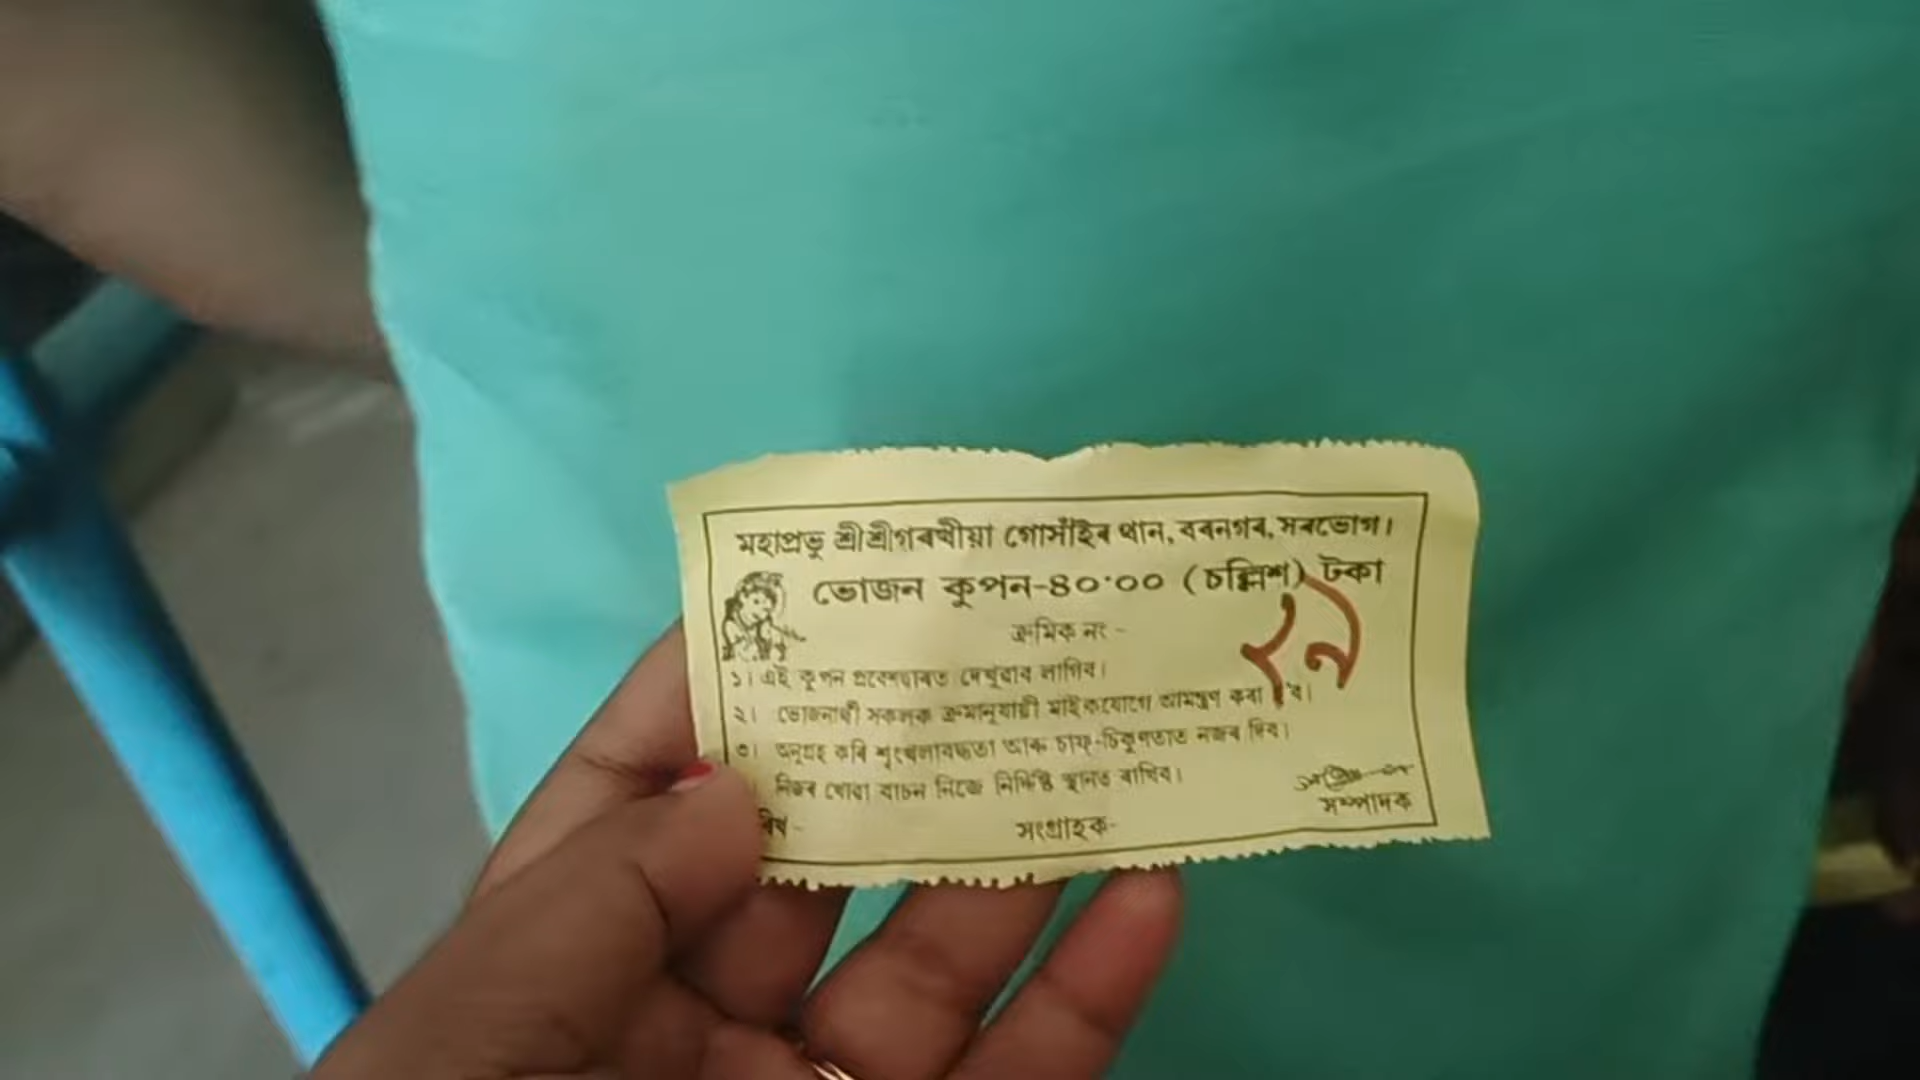 মহাপ্ৰভু শ্ৰীশ্ৰীগৰখীয়া গোসাঁইৰ থান, বৰনগৰ, সৰভোগ।
ভোজন কুপন-৪০·০০ (চল্লিশ) টকা
ক্ৰমিক নং -
১। এই কুপন প্ৰবেশদ্বাৰত দেখুৱাব লাগিব।
২। ভোজনাৰ্থী সকলক ক্ৰমানুযায়ী মাইকযোগে আমন্ত্ৰণ কৰা হ'ব।
৩। অনুগ্ৰহ কৰি শৃংখলাবদ্ধতা আৰু চাফ-চিকুণতাত নজৰ দিব।
নিজৰ খোৱা বাচন নিজে নিৰ্দিষ্ট স্থানত ৰাখিব।
সংগ্ৰাহক-
সম্পাদক